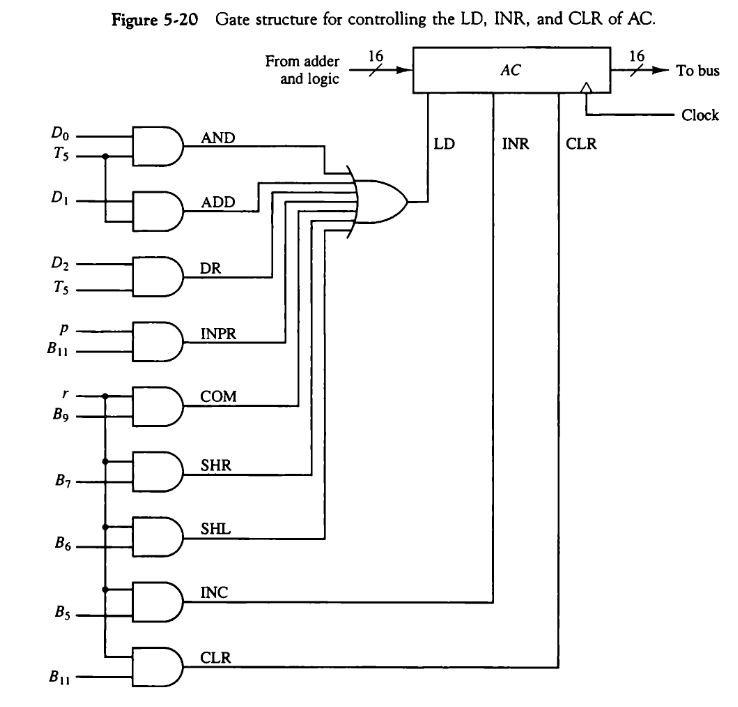 Figure 5-20 Gate structure for controlling the LD, INR, and CLR of AC.
From adder
and logic
16
AC
16
To bus
Clock
LD
INR
CLR
D0
T5
AND
D1
ADD
D2
T5
DR
p
B11
INPR
r
B9
COM
B7
SHR
B6
SHL
B5
INC
B11
CLR